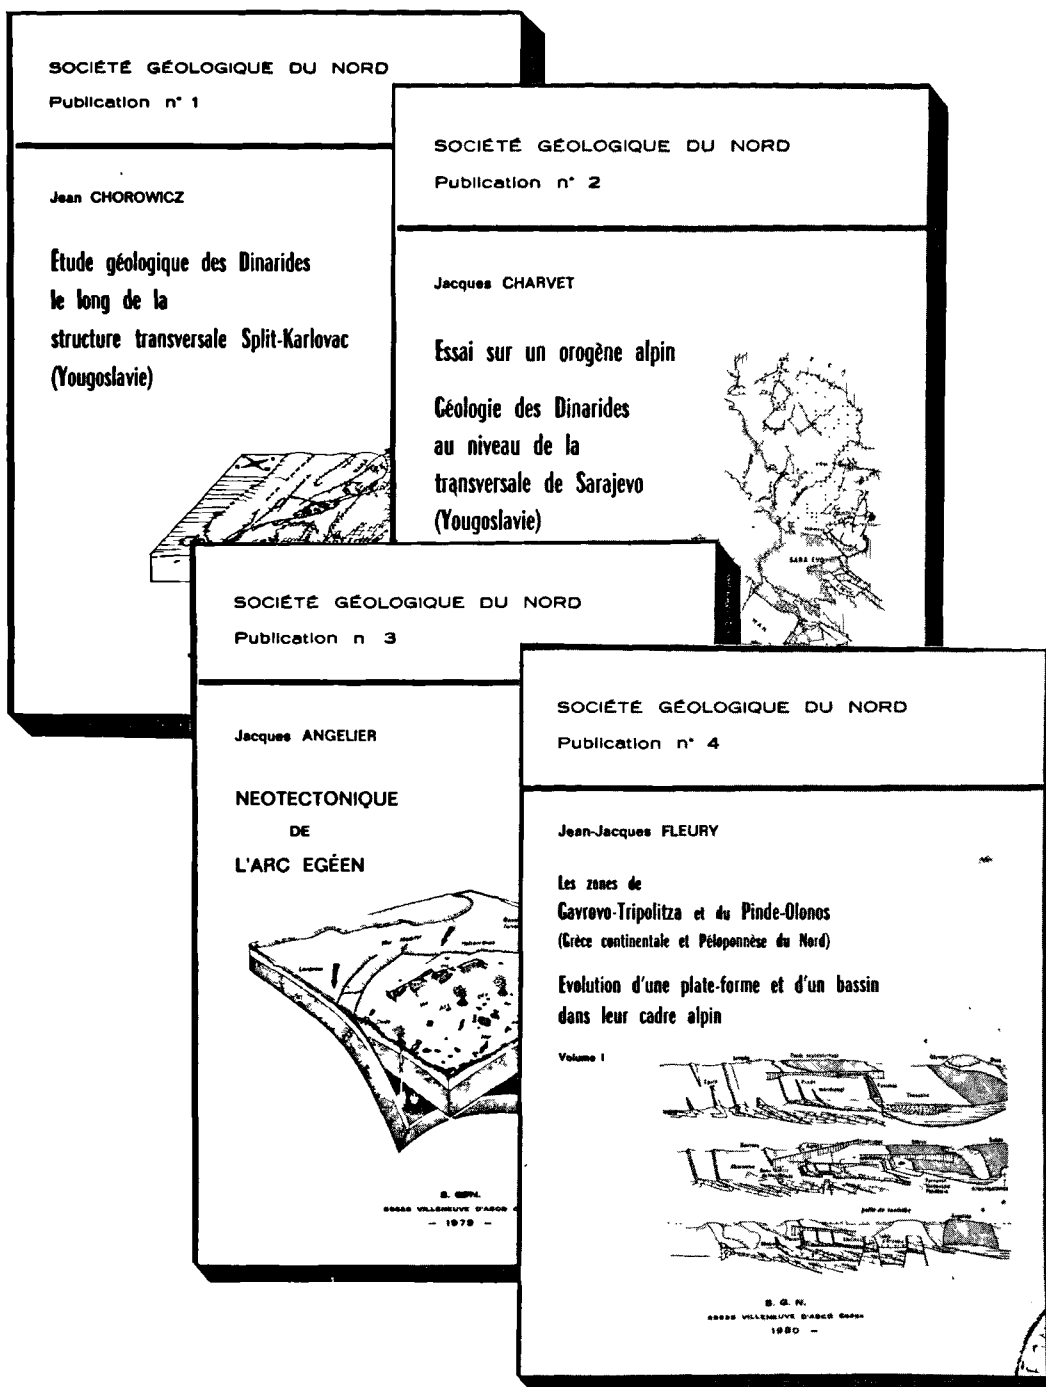 SOCIÉTÉ GÉOLOGIQUE DU NORD
Publication n° 1
Jean CHOROWICZ
Etude géologique des Dinarides
le long de la
structure transversale Split-Karlovac
(Yougoslavie)
SOCIÉTÉ GÉOLOGIQUE DU NORD
Publication n° 2
Jacques CHARVET
Essai sur un orogène alpin
Géologie des Dinarides
au niveau de la
transversale de Sarajevo
(Yougoslavie)
SOCIÉTÉ GÉOLOGIQUE DU NORD
Publication n 3
Jacques ANGELIER
NEOTECTONIQUE
DE
L'ARC EGÉEN
S. G. N.
VILLENEUVE D'ASCQ
– 1979 –
SOCIÉTÉ GÉOLOGIQUE DU NORD
Publication n° 4
Jean-Jacques FLEURY
Les zones de
Gavrovo-Tripolitza et du Pinde-Olonos
(Grèce continentale et Péloponnèse du Nord)
Evolution d'une plate-forme et d'un bassin
dans leur cadre alpin
Volume I
S. G. N.
VILLENEUVE D'ASCQ
1980 –